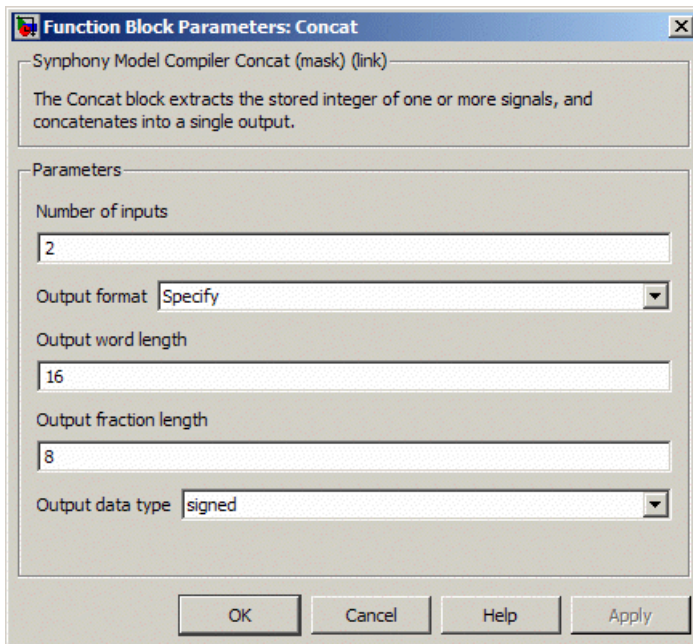 Function Block Parameters: Concat
Synphony Model Compiler Concat (mask) (link)
The Concat block extracts the stored integer of one or more signals, and
concatenates into a single output.
Parameters
Number of inputs
2
Output format Specify
Output word length
16
Output fraction length
8
Output data type signed
OK Cancel Help Apply